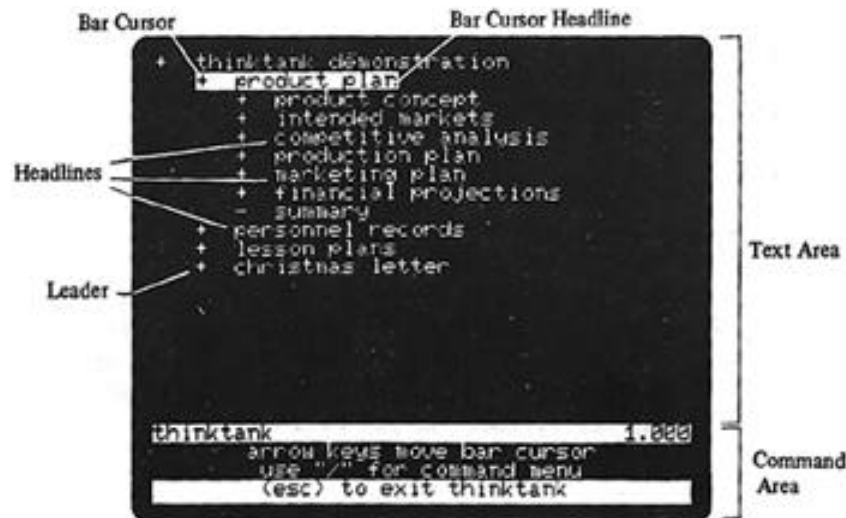 Bar Cursor
Bar Cursor Headline
+ thinktank demonstration
+ product plan
+ product concept
+ intended markets
+ competitive analysis
+ production plan
+ marketing plan
+ financial projections
- summary
+ personnel records
+ lesson plans
+ christmas letter
Headlines
Leader
Text Area
thinktank 1.000
arrow keys move bar cursor
use "/" for command menu
(esc) to exit thinktank
Command
Area